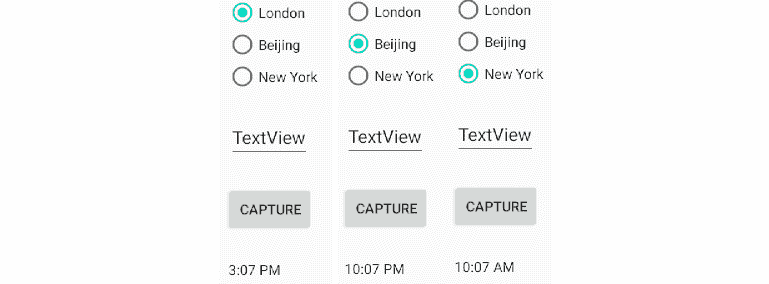 London
Beijing
New York
TextView
CAPTURE
3:07 PM
London
Beijing
New York
TextView
CAPTURE
10:07 PM
London
Beijing
New York
TextView
CAPTURE
10:07 AM